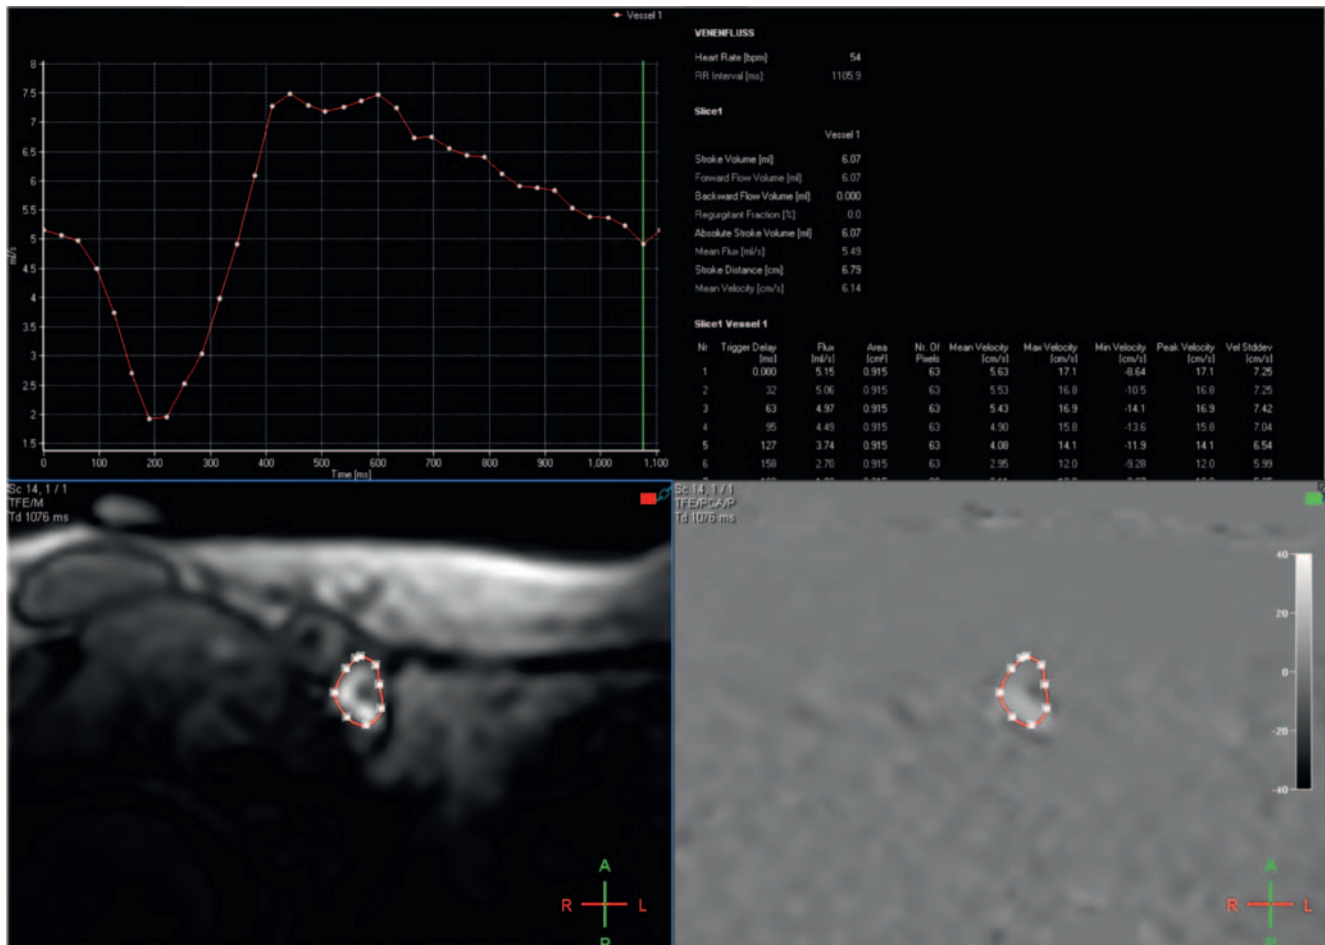 Vessel 1
8
7.5
7
6.5
6
5.5
5
4.5
4
3.5
3
2.5
2
1.5
ml/s
0 100 200 300 400 500 600 700 800 900 1,000 1,100
Time [ms]
VENENFLUSS
Heart Rate [bpm] 54
RR Interval [ms] 1105.9
Slice1
Vessel 1
Stroke Volume [ml] 6.07
Forward Flow Volume [ml] 6.07
Backward Flow Volume [ml] 0.000
Regurgitant Fraction [%] 0.0
Absolute Stroke Volume [ml] 6.07
Mean Flux [ml/s] 5.49
Stroke Distance [cm] 6.79
Mean Velocity [cm/s] 6.14
Slice1 Vessel 1
Nr Trigger Delay Flux Area Nr. Of Mean Velocity Max Velocity Min Velocity Peak Velocity Vel Stddev
[ms] [ml/s] [cm²] Pixels [cm/s] [cm/s] [cm/s] [cm/s] [cm/s]
1 0.000 5.15 0.915 63 5.63 17.1 -8.64 17.1 7.25
2 32 5.06 0.915 63 5.53 16.8 -10.5 16.8 7.25
3 63 4.97 0.915 63 5.43 16.9 -14.1 16.9 7.42
4 95 4.49 0.915 63 4.90 15.8 -13.6 15.8 7.04
5 127 3.74 0.915 63 4.08 14.1 -11.9 14.1 6.54
6 158 2.70 0.915 63 2.95 12.0 -9.28 12.0 5.99
Sc 14, 1 / 1
TFE/M
Td 1076 ms
A
R L
P
Sc 14, 1 / 1
TFE/PCA/P
Td 1076 ms
40
20
0
-20
-40
A
R L
P